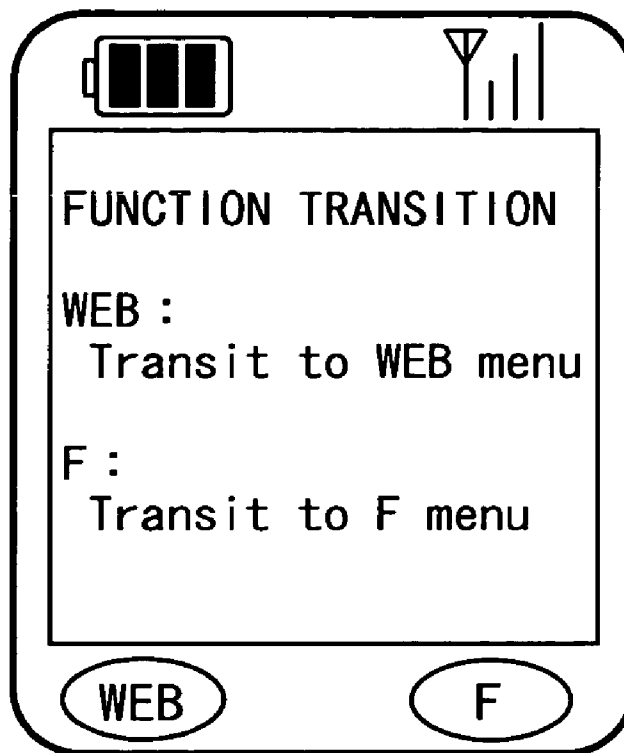 FUNCTION TRANSITION
WEB :
Transit to WEB menu
F :
Transit to F menu
WEB
F